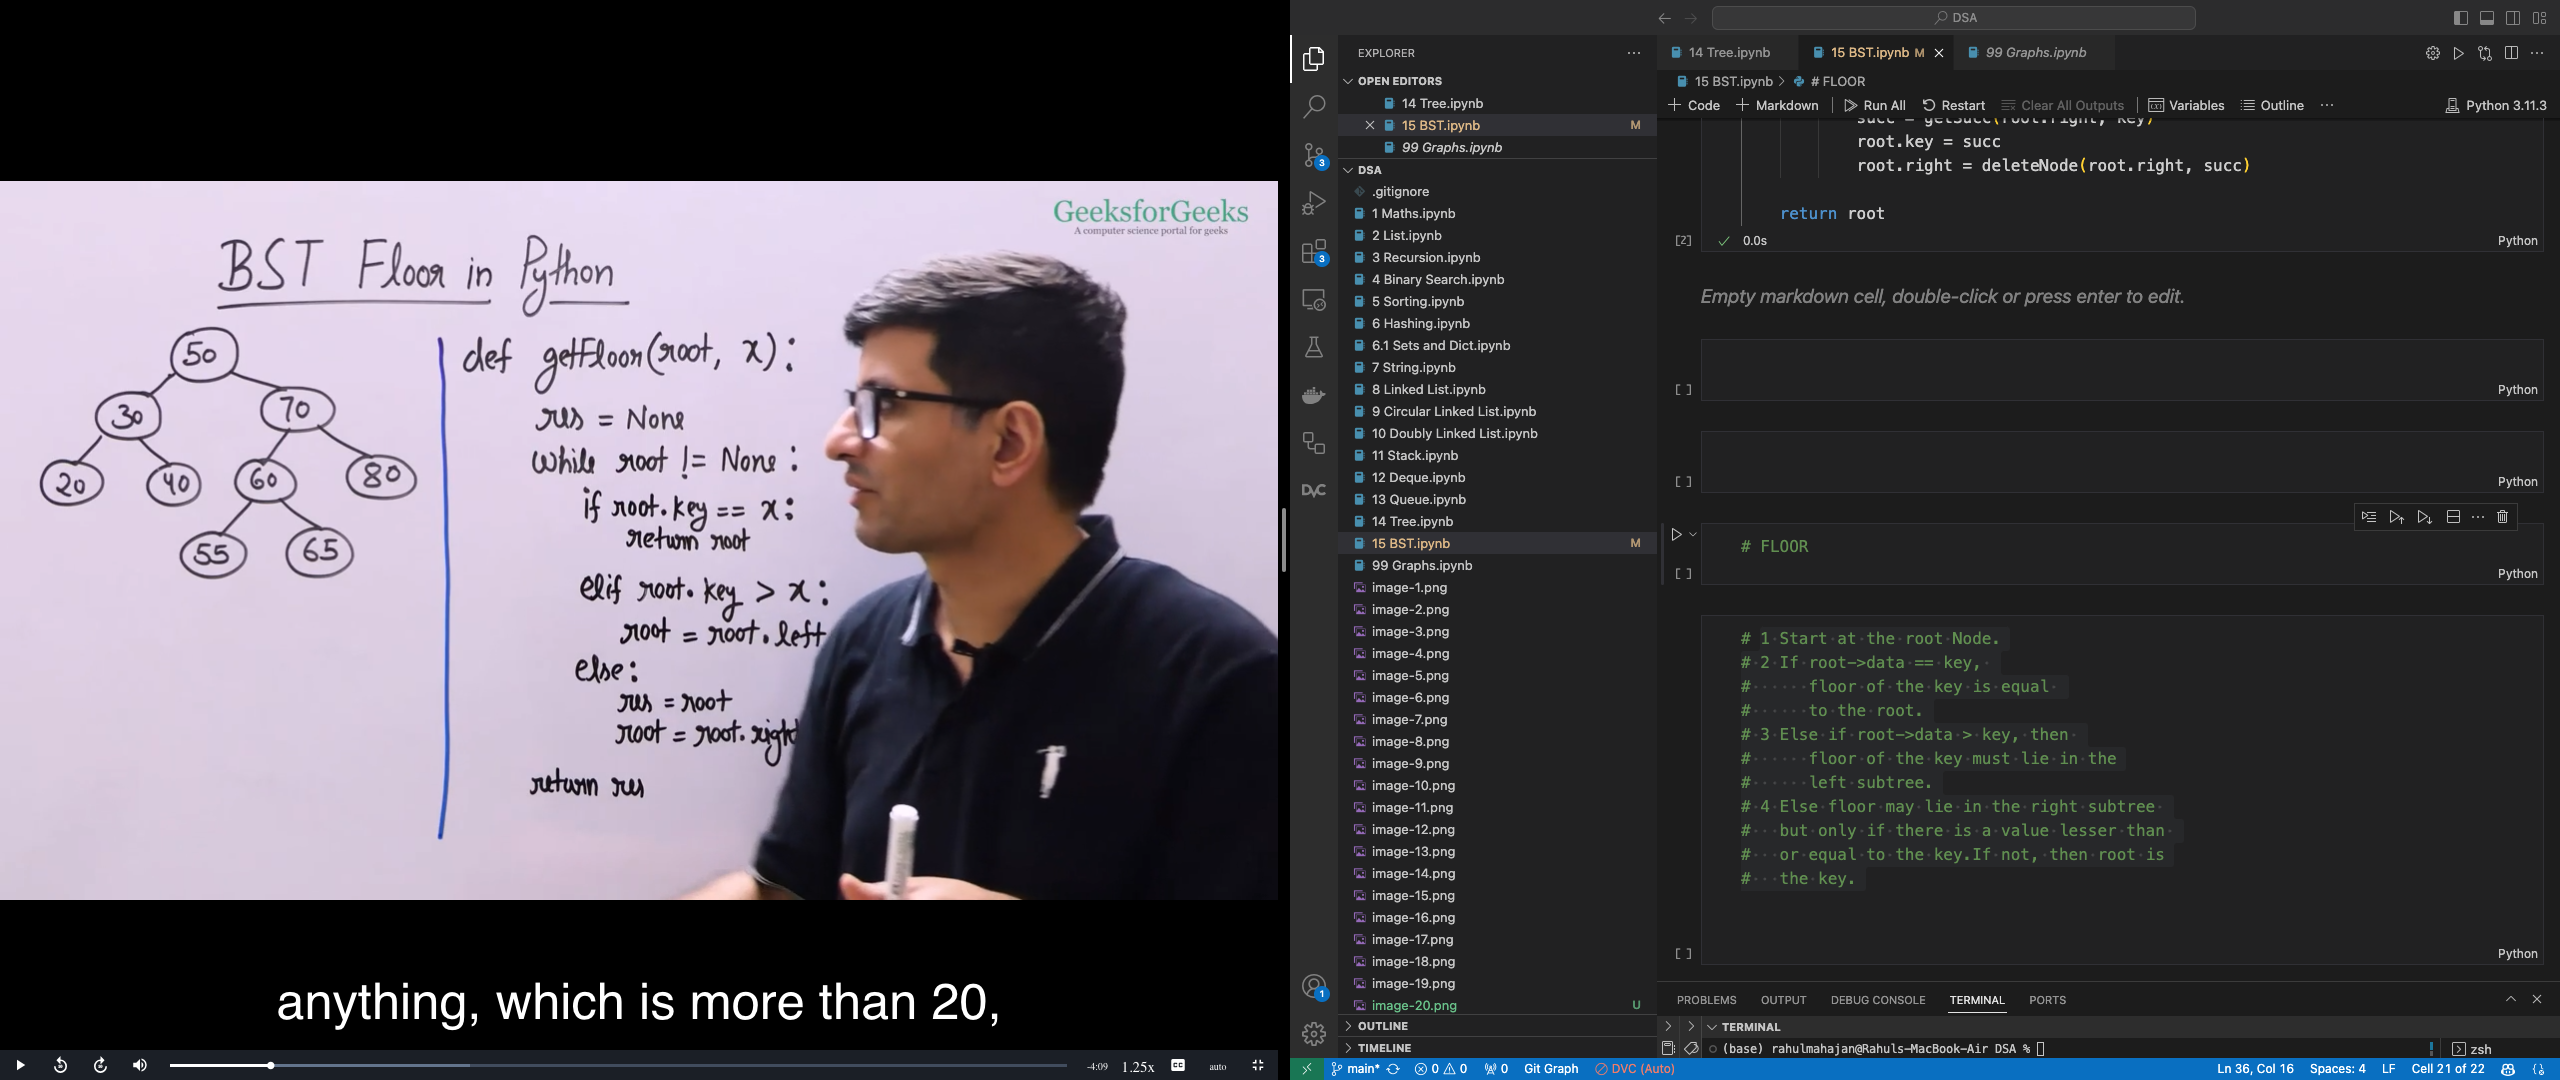 GeeksforGeeks
A computer science portal for geeks
BST Floor in Python
50
30
70
20
40
60
80
55
65
def getFloor(root, x):
res = None
while root != None:
if root.key == x:
return root
elif root.key > x:
root = root.left
else:
res = root
root = root.right
return res
anything, which is more than 20,
-4:09
1.25x
auto
DSA
EXPLORER
OPEN EDITORS
14 Tree.ipynb
15 BST.ipynb M
99 Graphs.ipynb
DSA
.gitignore
1 Maths.ipynb
2 List.ipynb
3 Recursion.ipynb
4 Binary Search.ipynb
5 Sorting.ipynb
6 Hashing.ipynb
6.1 Sets and Dict.ipynb
7 String.ipynb
8 Linked List.ipynb
9 Circular Linked List.ipynb
10 Doubly Linked List.ipynb
11 Stack.ipynb
12 Deque.ipynb
13 Queue.ipynb
14 Tree.ipynb
15 BST.ipynb M
99 Graphs.ipynb
image-1.png
image-2.png
image-3.png
image-4.png
image-5.png
image-6.png
image-7.png
image-8.png
image-9.png
image-10.png
image-11.png
image-12.png
image-13.png
image-14.png
image-15.png
image-16.png
image-17.png
image-18.png
image-19.png
image-20.png U
OUTLINE
TIMELINE
3
3
1
14 Tree.ipynb
15 BST.ipynb M
99 Graphs.ipynb
15 BST.ipynb > # FLOOR
+ Code + Markdown Run All Restart Clear All Outputs Variables Outline ... Python 3.11.3
succ = getSucc(root.right, key)
root.key = succ
root.right = deleteNode(root.right, succ)
return root
[2] 0.0s Python
Empty markdown cell, double-click or press enter to edit.
[ ] Python
[ ] Python
# FLOOR
[ ] Python
# 1 Start at the root Node.
# 2 If root->data == key,
# floor of the key is equal
# to the root.
# 3 Else if root->data > key, then
# floor of the key must lie in the
# left subtree.
# 4 Else floor may lie in the right subtree
# but only if there is a value lesser than
# or equal to the key.If not, then root is
# the key.
[ ] Python
PROBLEMS OUTPUT DEBUG CONSOLE TERMINAL PORTS
TERMINAL
(base) rahulmahajan@Rahuls-MacBook-Air DSA %
zsh
main* 0 0 0 Git Graph DVC (Auto) Ln 36, Col 16 Spaces: 4 LF Cell 21 of 22